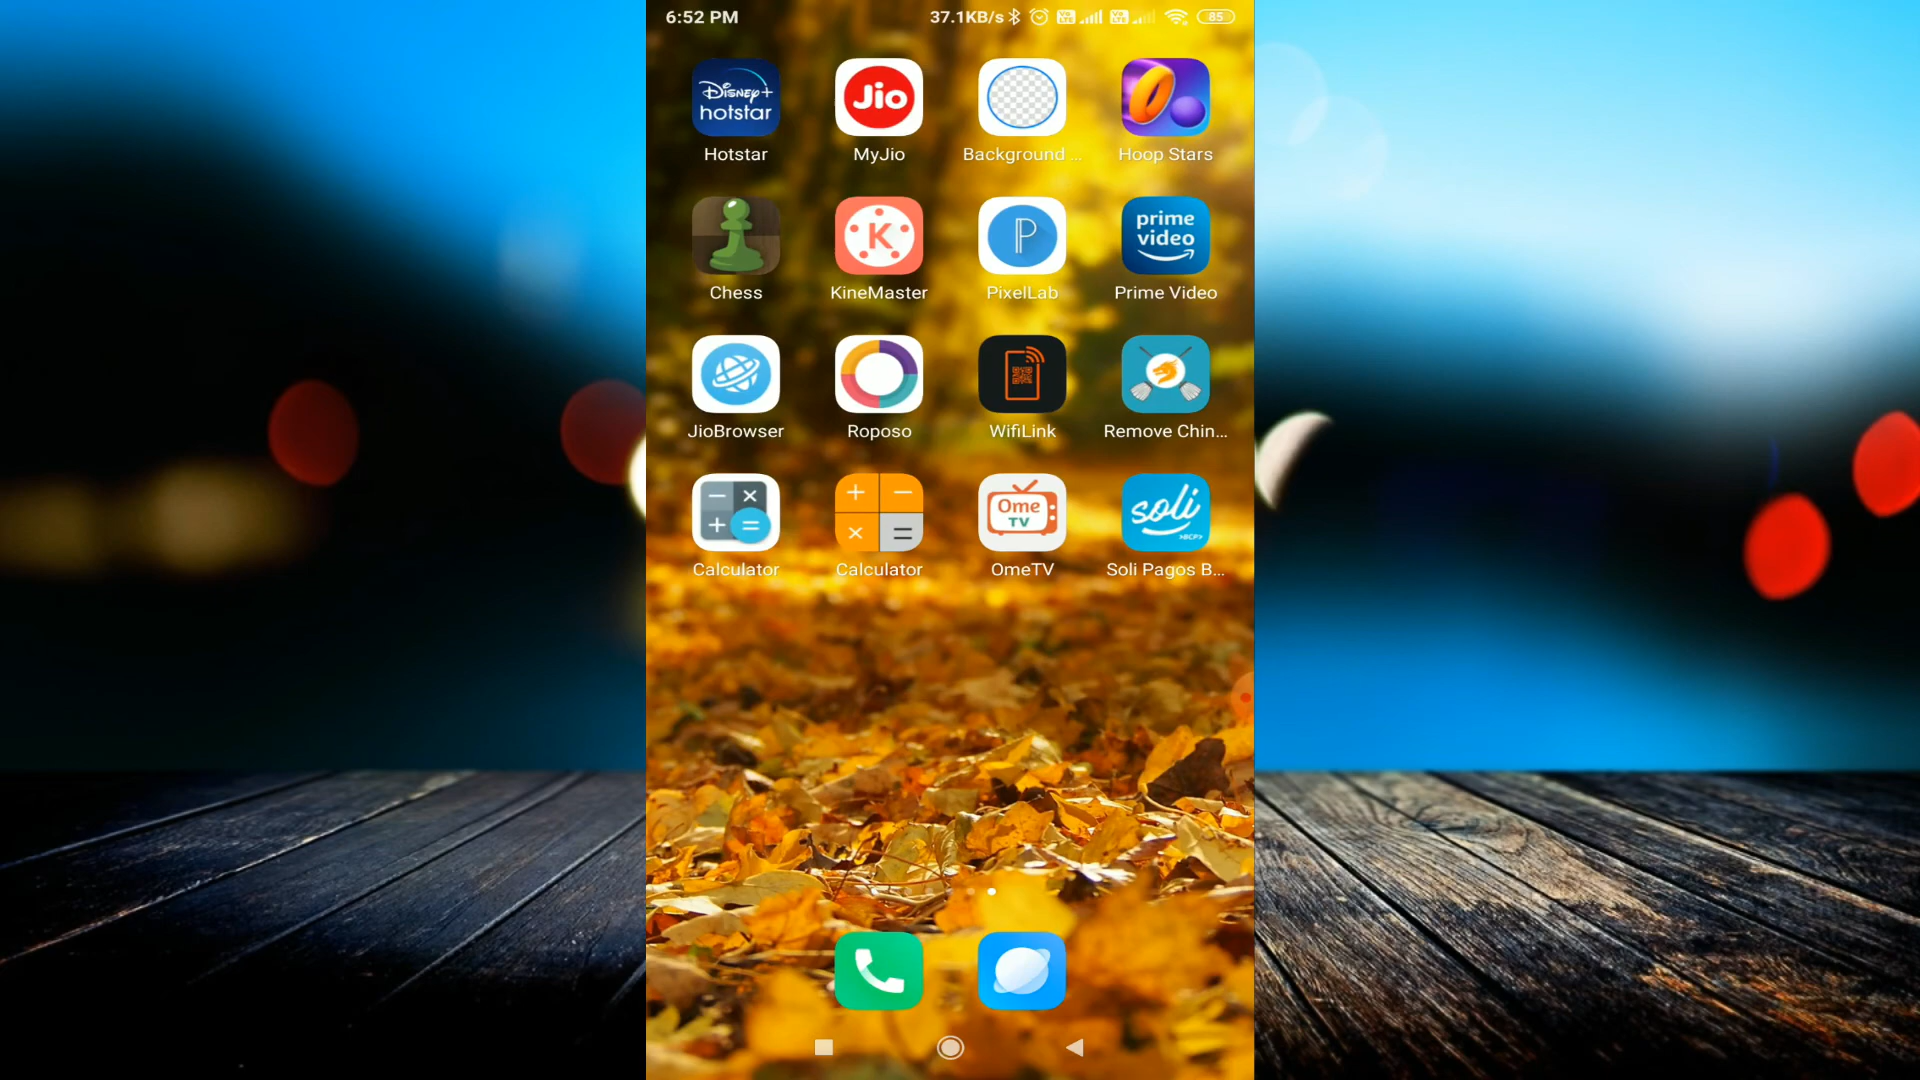 6:52 PM 37.1KB/s 85
Disney+
hotstar
Jio
Hotstar MyJio Background ... Hoop Stars
K
P
prime
video
Chess KineMaster PixelLab Prime Video
JioBrowser Roposo WifiLink Remove Chin...
Ome
TV
soli
>BCP>
Calculator Calculator OmeTV Soli Pagos B...